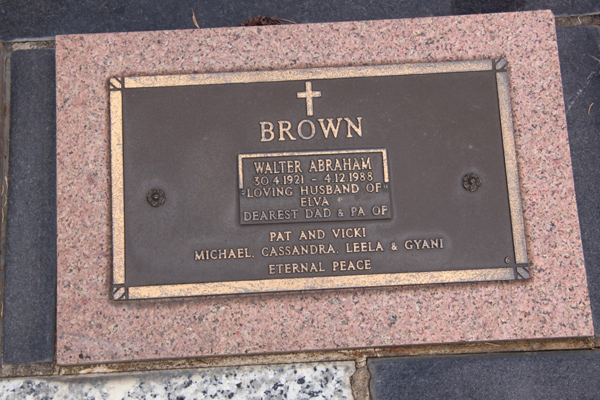 BROWN
WALTER ABRAHAM
30.4.1921 - 4.12.1988
"LOVING HUSBAND OF"
ELVA
DEAREST DAD & PA OF
PAT AND VICKI
MICHAEL, CASSANDRA, LEELA & GYANI
ETERNAL PEACE
6